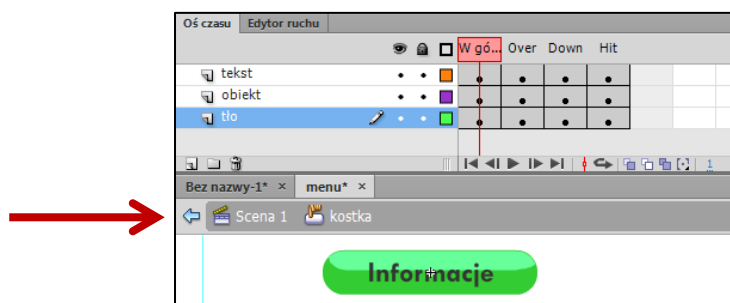 Oś czasu Edytor ruchu
W gó... Over Down Hit
tekst
obiekt
tło
1
Bez nazwy-1* × menu* ×
Scena 1 kostka
Informacje